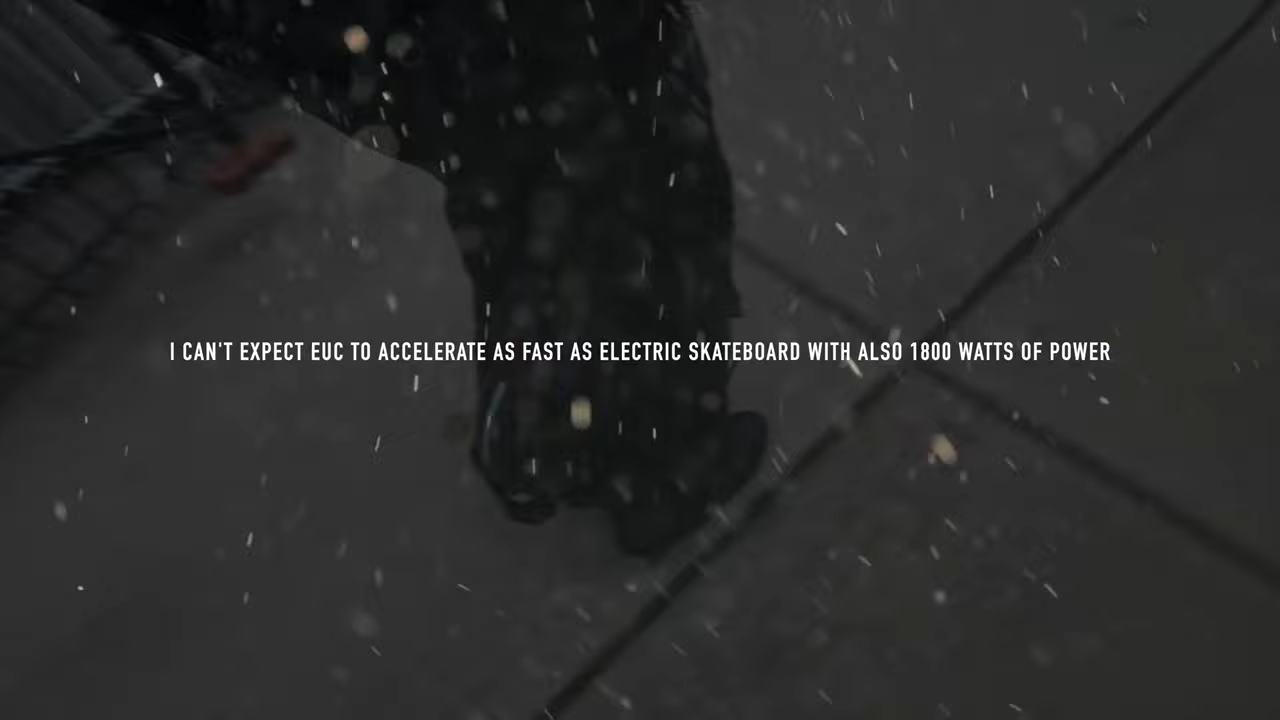 I CAN'T EXPECT EUC TO ACCELERATE AS FAST AS ELECTRIC SKATEBOARD WITH ALSO 1800 WATTS OF POWER